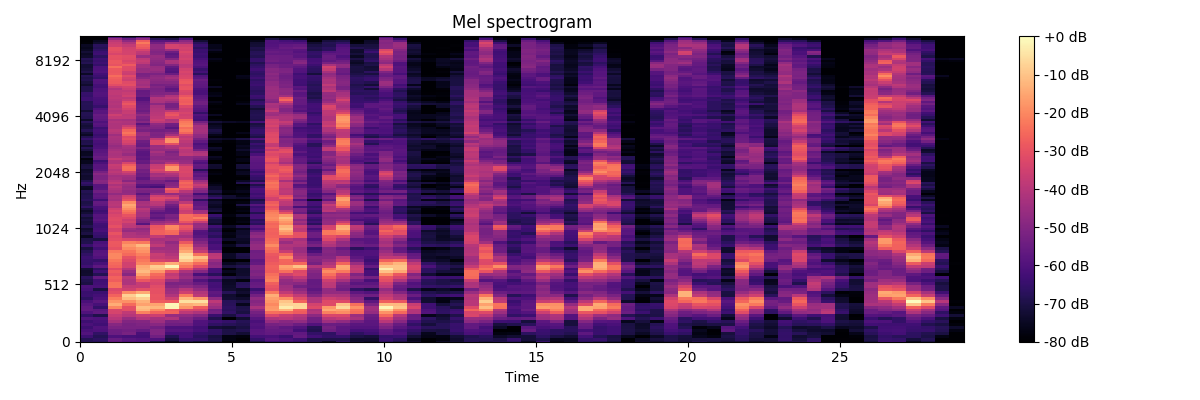 Mel spectrogram
+0 dB
8192
-10 dB
4096
-20 dB
-30 dB
2048
Hz
-40 dB
1024
-50 dB
-60 dB
512
-70 dB
0
-80 dB
0 5 10 15 20 25
Time